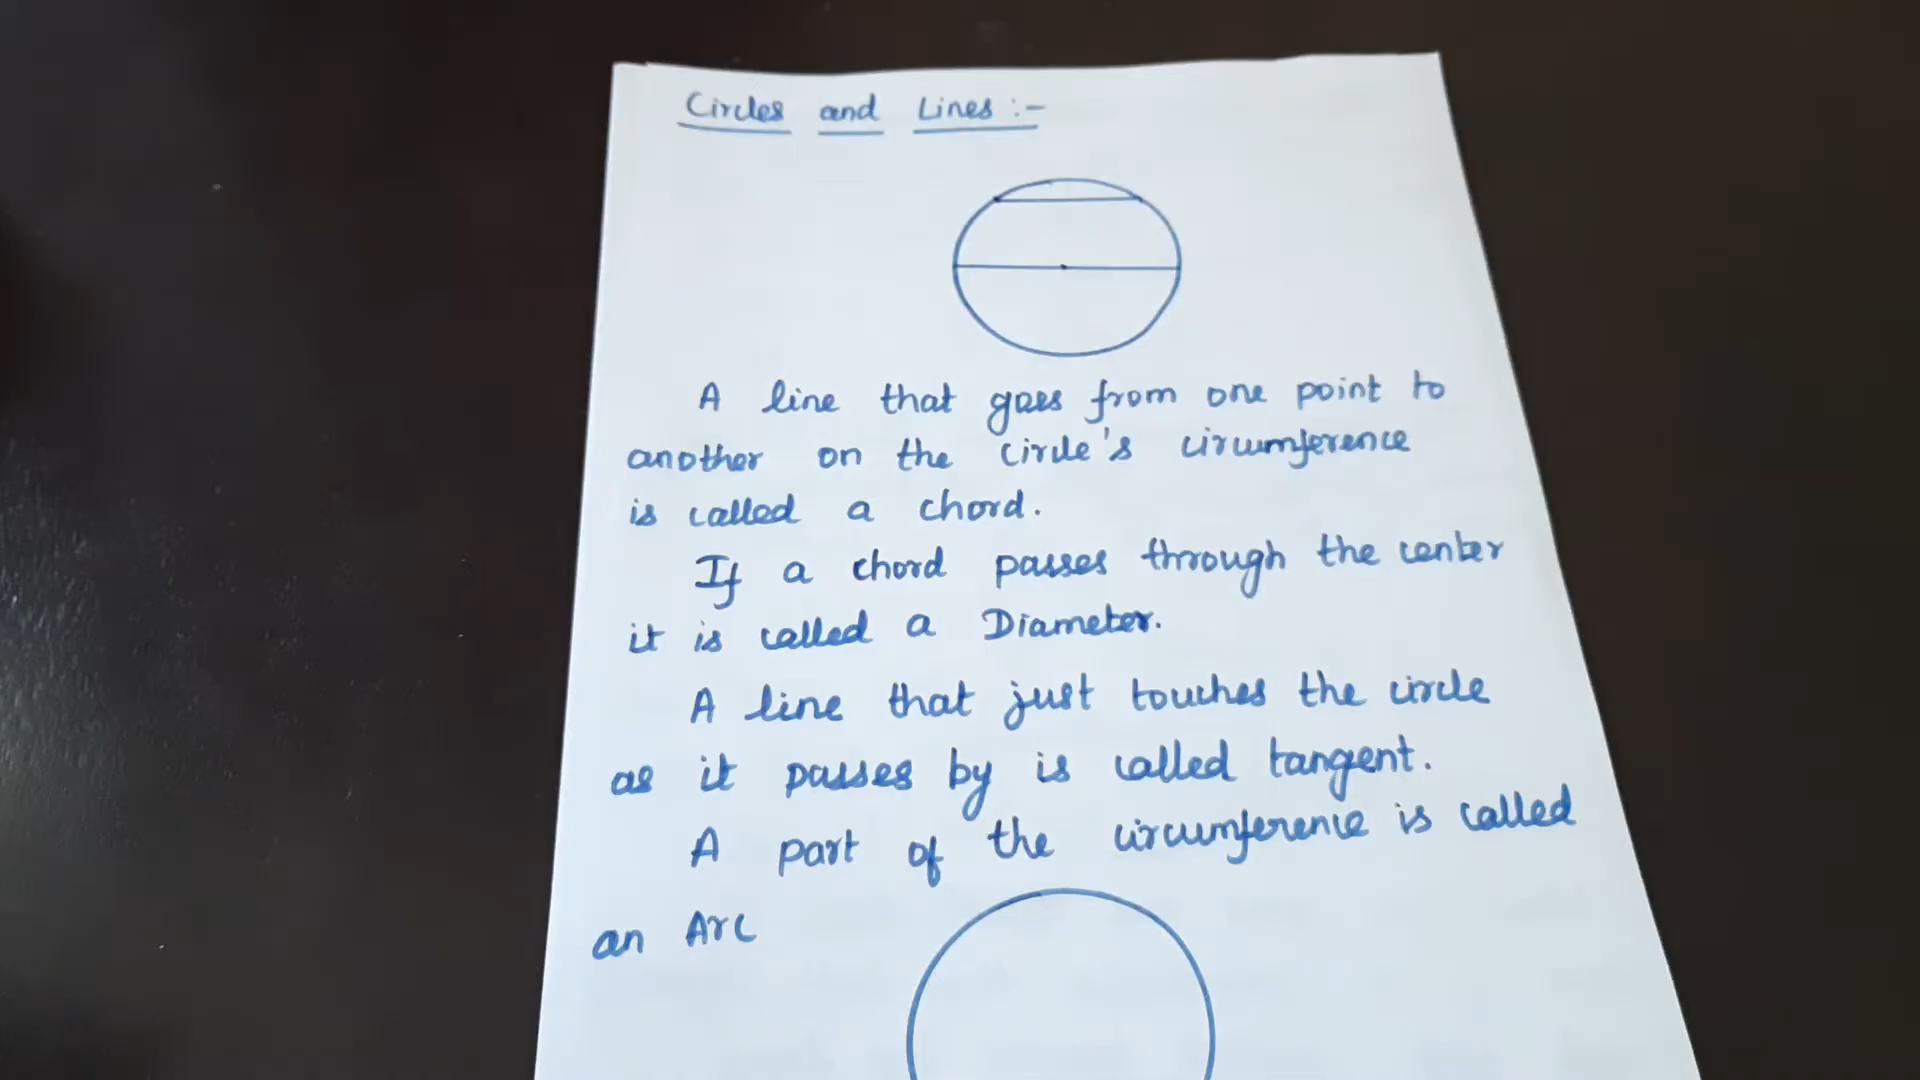 Circles and Lines :-
A line that goes from one point to
another on the circle's circumference
is called a chord.
If a chord passes through the center
it is called a Diameter.
A line that just touches the circle
as it passes by is called tangent.
A part of the circumference is called
an Arc